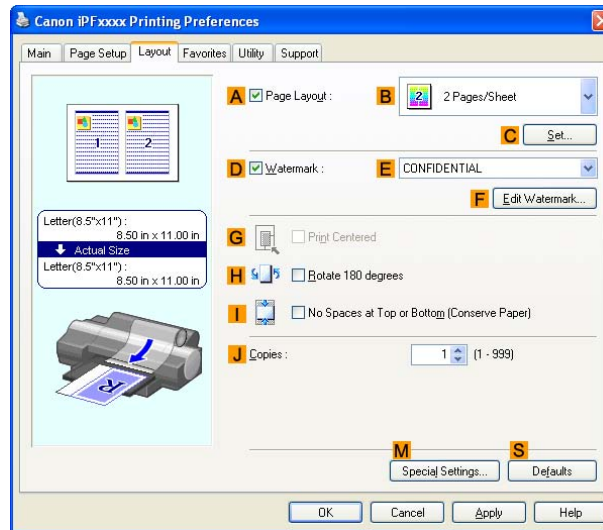 Canon iPFxxxx Printing Preferences
Main Page Setup Layout Favorites Utility Support
A Page Layout : B 2 2 Pages/Sheet
1 2
C Set...
D Watermark : E CONFIDENTIAL
F Edit Watermark...
Letter(8.5"x11") :
8.50 in x 11.00 in
Actual Size
Letter(8.5"x11") :
8.50 in x 11.00 in
G Print Centered
H Rotate 180 degrees
I No Spaces at Top or Bottom (Conserve Paper)
J Copies : 1 (1 - 999)
R
M S
Special Settings... Defaults
OK Cancel Apply Help